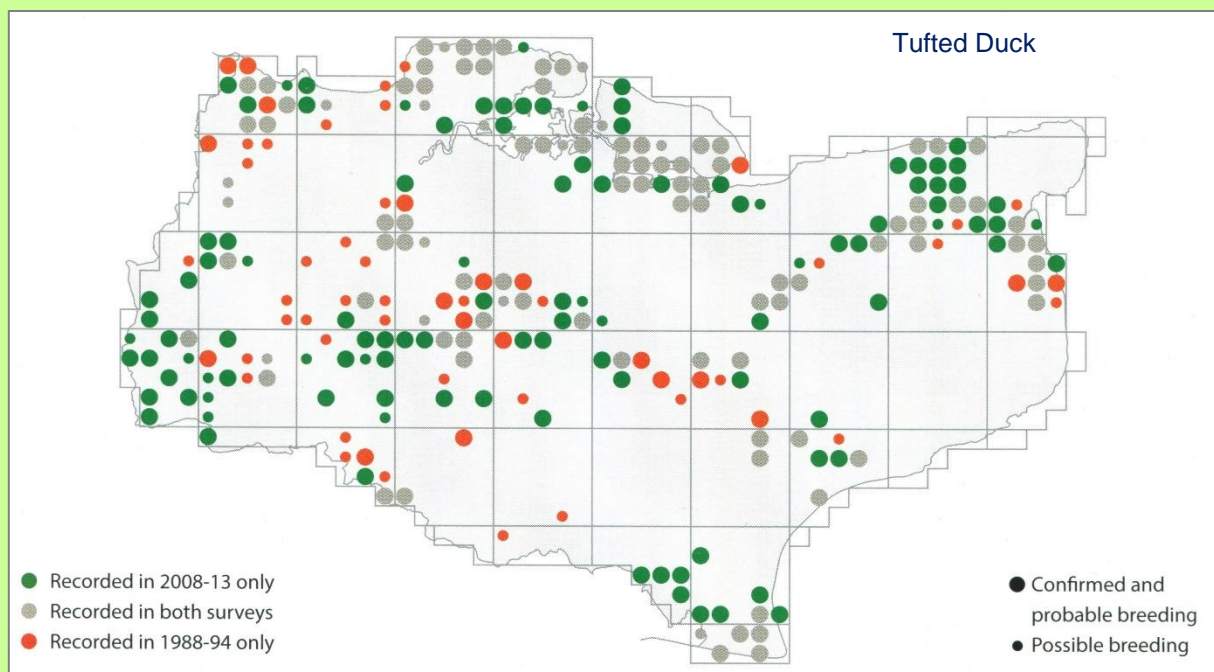 Tufted Duck
Recorded in 2008-13 only
Recorded in both surveys
Recorded in 1988-94 only
Confirmed and
probable breeding
Possible breeding